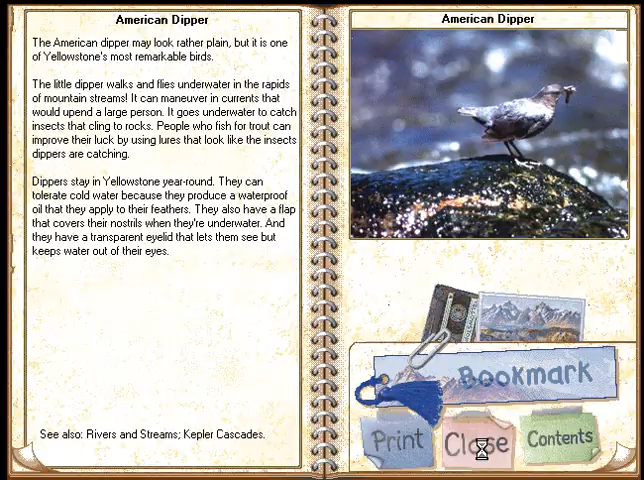 American Dipper
The American dipper may look rather plain, but it is one
of Yellowstone's most remarkable birds.
The little dipper walks and flies underwater in the rapids
of mountain streams! It can maneuver in currents that
would upend a large person. It goes underwater to catch
insects that cling to rocks. People who fish for trout can
improve their luck by using lures that look like the insects
dippers are catching.
Dippers stay in Yellowstone year-round. They can
tolerate cold water because they produce a waterproof
oil that they apply to their feathers. They also have a flap
that covers their nostrils when they're underwater. And
they have a transparent eyelid that lets them see but
keeps water out of their eyes.
See also: Rivers and Streams; Kepler Cascades.
American Dipper
Bookmark
Print
Close
Contents